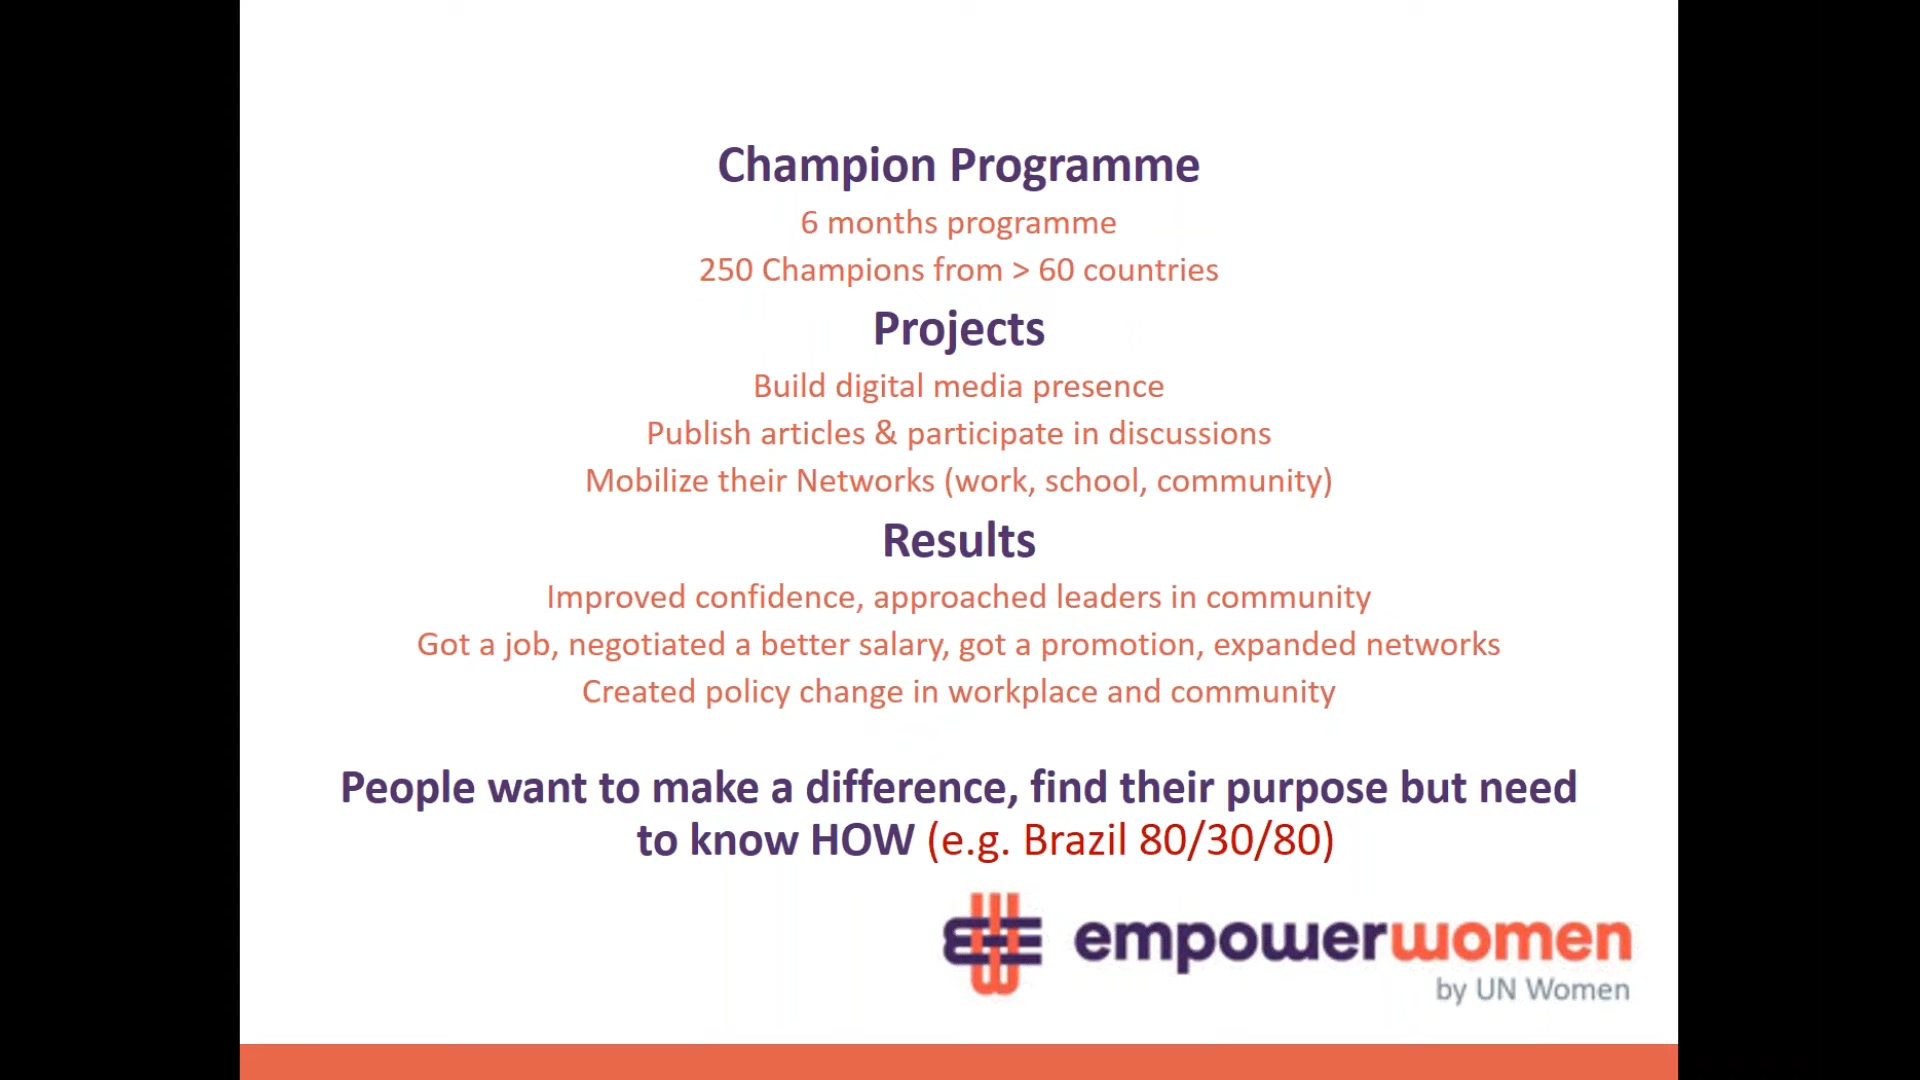 Champion Programme
6 months programme
250 Champions from > 60 countries
Projects
Build digital media presence
Publish articles & participate in discussions
Mobilize their Networks (work, school, community)
Results
Improved confidence, approached leaders in community
Got a job, negotiated a better salary, got a promotion, expanded networks
Created policy change in workplace and community
People want to make a difference, find their purpose but need
to know HOW (e.g. Brazil 80/30/80)
empowerwomen
by UN Women